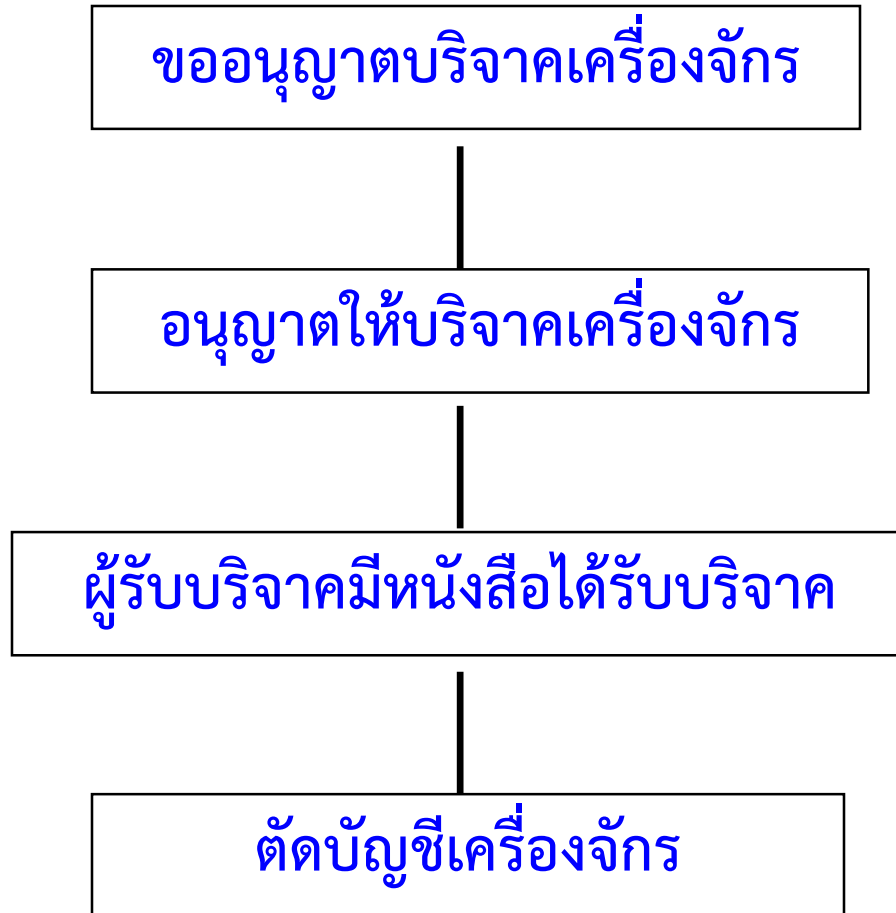 ขออนุญาตบริจาคเครื่องจักร
อนุญาตให้บริจาคเครื่องจักร
ผู้รับบริจาคมีหนังสือได้รับบริจาค
ตัดบัญชีเครื่องจักร